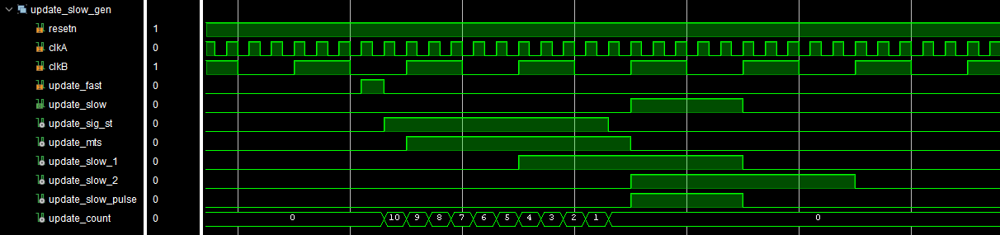 update_slow_gen
resetn 1
clkA 0
clkB 1
update_fast 0
update_slow 0
update_sig_st 0
update_mts 0
update_slow_1 0
update_slow_2 0
update_slow_pulse 0
update_count 0 0 10 9 8 7 6 5 4 3 2 1 0